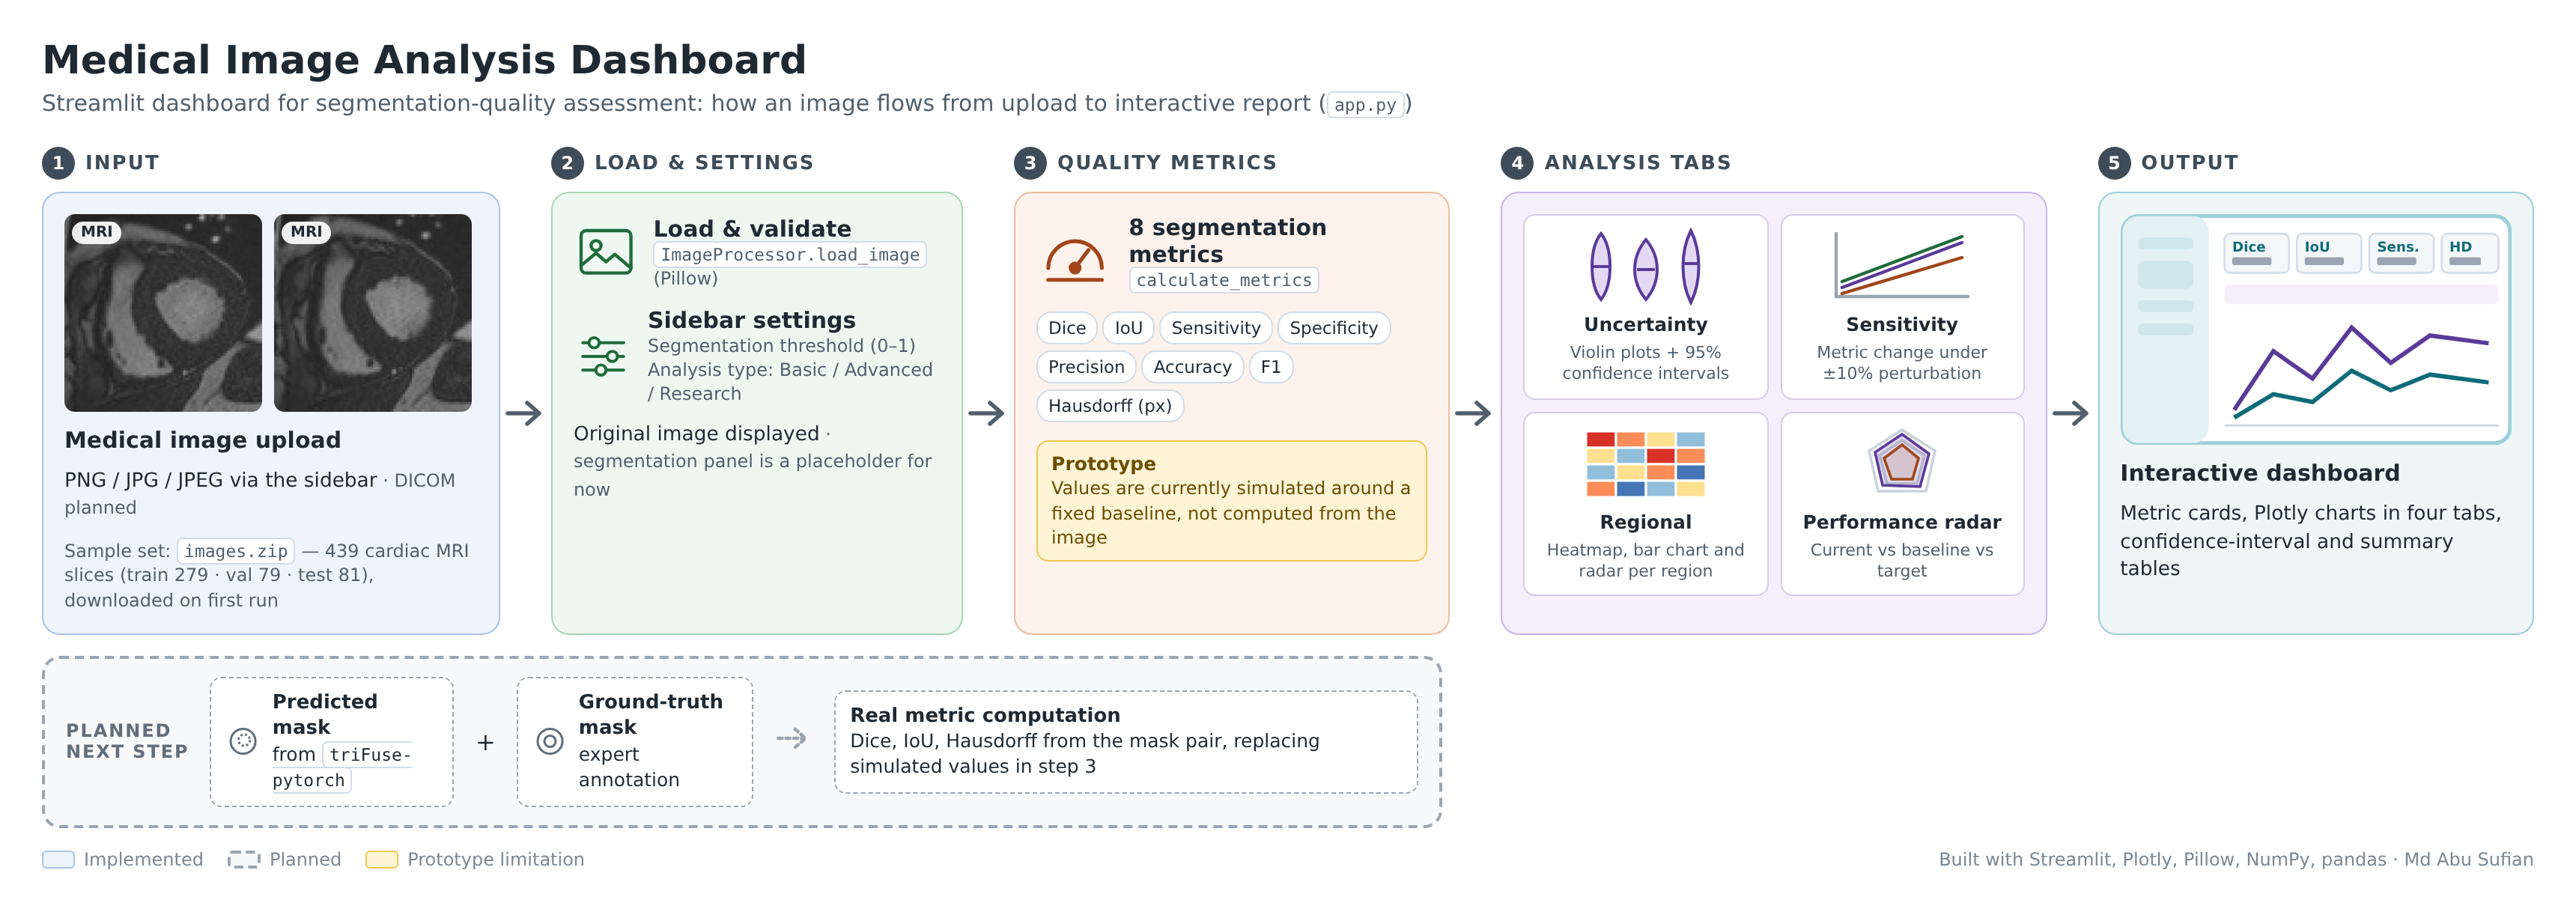 Medical Image Analysis Dashboard
Streamlit dashboard for segmentation-quality assessment: how an image flows from upload to interactive report (app.py)
1 INPUT
MRI
MRI
Medical image upload
PNG / JPG / JPEG via the sidebar · DICOM
planned
Sample set: images.zip — 439 cardiac MRI
slices (train 279 · val 79 · test 81),
downloaded on first run
2 LOAD & SETTINGS
Load & validate
ImageProcessor.load_image
(Pillow)
Sidebar settings
Segmentation threshold (0–1)
Analysis type: Basic / Advanced
/ Research
Original image displayed ·
segmentation panel is a placeholder for
now
3 QUALITY METRICS
8 segmentation
metrics
calculate_metrics
Dice IoU Sensitivity Specificity
Precision Accuracy F1
Hausdorff (px)
Prototype
Values are currently simulated around a
fixed baseline, not computed from the
image
4 ANALYSIS TABS
Uncertainty
Violin plots + 95%
confidence intervals
Sensitivity
Metric change under
±10% perturbation
Regional
Heatmap, bar chart and
radar per region
Performance radar
Current vs baseline vs
target
5 OUTPUT
Dice IoU Sens. HD
Interactive dashboard
Metric cards, Plotly charts in four tabs,
confidence-interval and summary
tables
PLANNED
NEXT STEP
Predicted
mask
from triFuse-
pytorch
+
Ground-truth
mask
expert
annotation
Real metric computation
Dice, IoU, Hausdorff from the mask pair, replacing
simulated values in step 3
Implemented Planned Prototype limitation
Built with Streamlit, Plotly, Pillow, NumPy, pandas · Md Abu Sufian